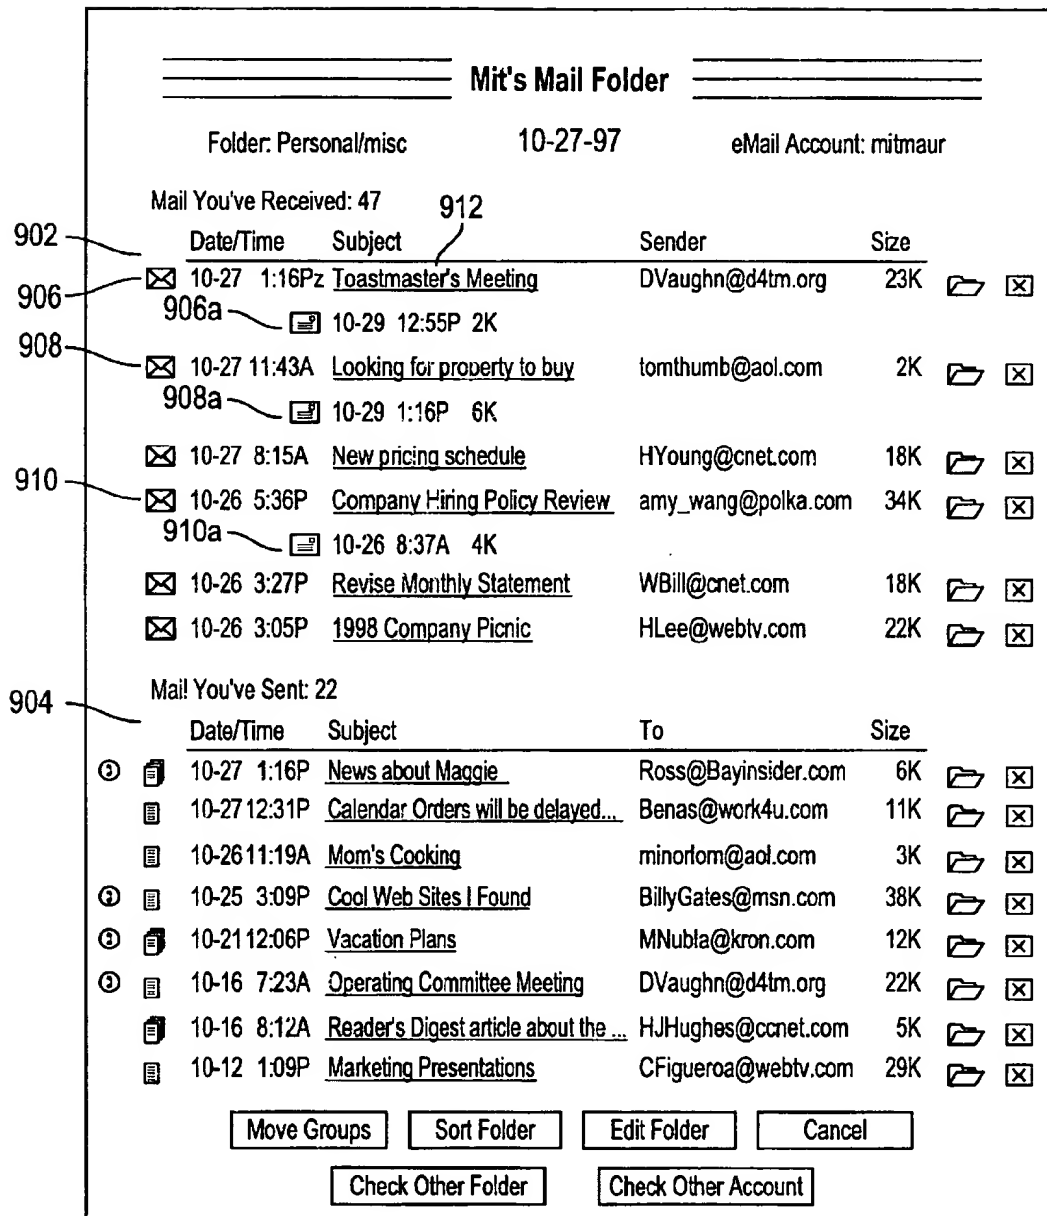 Mit's Mail Folder
Folder: Personal/misc 10-27-97 eMail Account: mitmaur
Mail You've Received: 47 912
902 Date/Time Subject Sender Size
906 10-27 1:16Pz Toastmaster's Meeting DVaughn@d4tm.org 23K
906a 10-29 12:55P 2K
908 10-27 11:43A Looking for property to buy tomthumb@aol.com 2K
908a 10-29 1:16P 6K
10-27 8:15A New pricing schedule HYoung@cnet.com 18K
910 10-26 5:36P Company Hiring Policy Review amy_wang@polka.com 34K
910a 10-26 8:37A 4K
10-26 3:27P Revise Monthly Statement WBill@cnet.com 18K
10-26 3:05P 1998 Company Picnic HLee@webtv.com 22K
904 Mail You've Sent: 22
Date/Time Subject To Size
10-27 1:16P News about Maggie Ross@Bayinsider.com 6K
10-27 12:31P Calendar Orders will be delayed... Benas@work4u.com 11K
10-26 11:19A Mom's Cooking minortom@aol.com 3K
10-25 3:09P Cool Web Sites I Found BillyGates@msn.com 38K
10-21 12:06P Vacation Plans MNubla@kron.com 12K
10-16 7:23A Operating Committee Meeting DVaughn@d4tm.org 22K
10-16 8:12A Reader's Digest article about the ... HJHughes@ccnet.com 5K
10-12 1:09P Marketing Presentations CFigueroa@webtv.com 29K
Move Groups Sort Folder Edit Folder Cancel
Check Other Folder Check Other Account